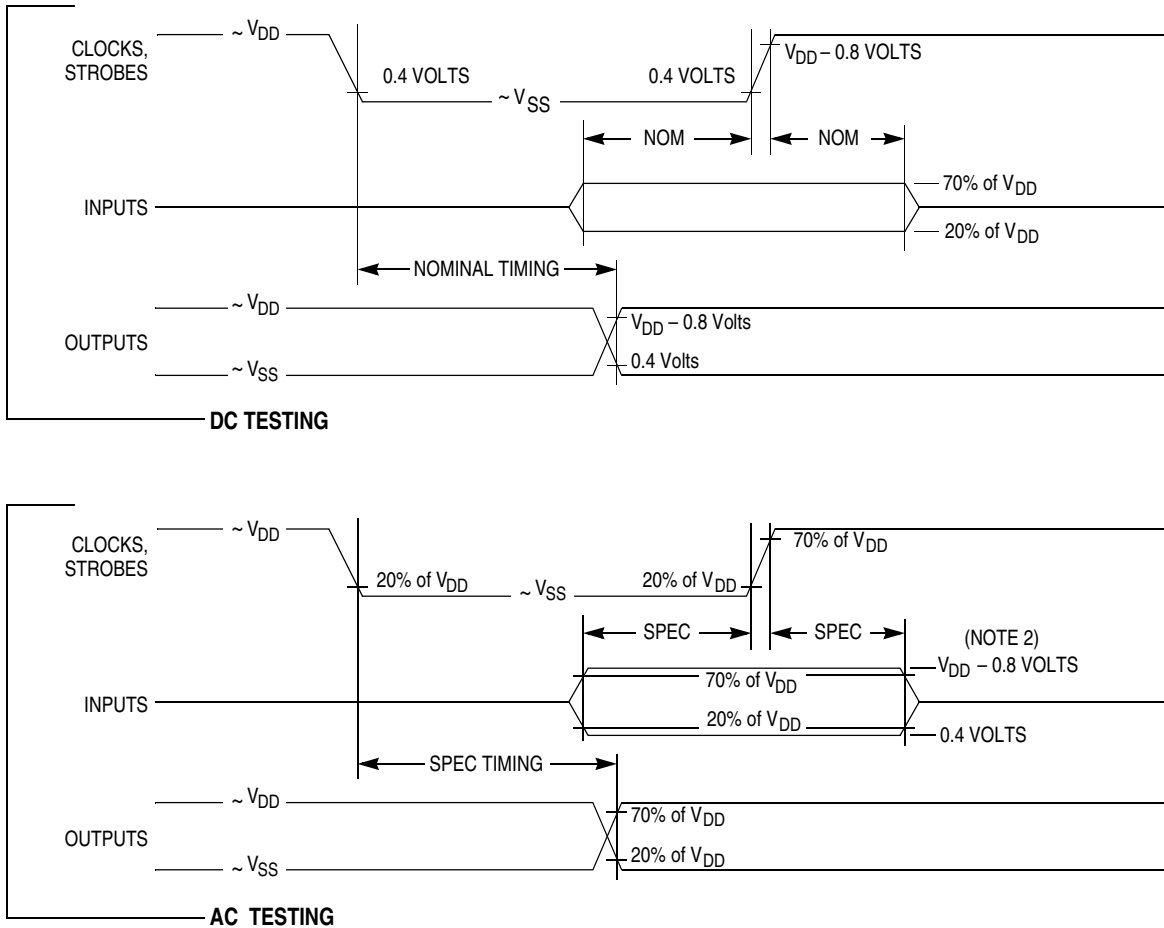 CLOCKS,
STROBES
~ VDD
0.4 VOLTS
~ VSS
0.4 VOLTS
VDD – 0.8 VOLTS
NOM
NOM
INPUTS
70% of VDD
20% of VDD
NOMINAL TIMING
OUTPUTS
~ VDD
~ VSS
VDD – 0.8 Volts
0.4 Volts
DC TESTING
CLOCKS,
STROBES
~ VDD
20% of VDD
~ VSS
20% of VDD
70% of VDD
SPEC
SPEC
(NOTE 2)
VDD – 0.8 VOLTS
INPUTS
70% of VDD
20% of VDD
0.4 VOLTS
SPEC TIMING
OUTPUTS
~ VDD
~ VSS
70% of VDD
20% of VDD
AC TESTING